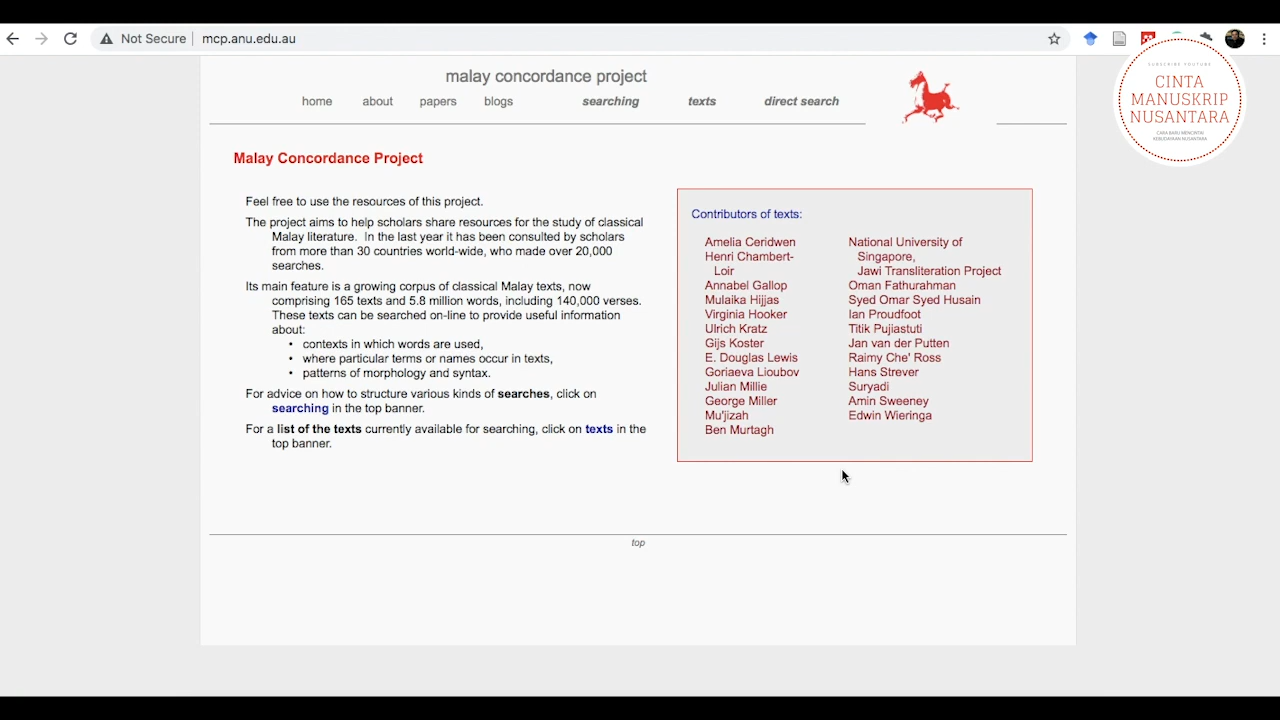 Not Secure | mcp.anu.edu.au
SUBSCRIBE YOUTUBE
CINTA
MANUSKRIP
NUSANTARA
CARA BARU MENCINTAI
KEBUDAYAAN NUSANTARA
malay concordance project
home about papers blogs searching texts direct search
Malay Concordance Project
Feel free to use the resources of this project.
The project aims to help scholars share resources for the study of classical
Malay literature. In the last year it has been consulted by scholars
from more than 30 countries world-wide, who made over 20,000
searches.
Its main feature is a growing corpus of classical Malay texts, now
comprising 165 texts and 5.8 million words, including 140,000 verses.
These texts can be searched on-line to provide useful information
about:
• contexts in which words are used,
• where particular terms or names occur in texts,
• patterns of morphology and syntax.
For advice on how to structure various kinds of searches, click on
searching in the top banner.
For a list of the texts currently available for searching, click on texts in the
top banner.
Contributors of texts:
Amelia Ceridwen
Henri Chambert-
Loir
Annabel Gallop
Mulaika Hijjas
Virginia Hooker
Ulrich Kratz
Gijs Koster
E. Douglas Lewis
Goriaeva Lioubov
Julian Millie
George Miller
Mu'jizah
Ben Murtagh
National University of
Singapore,
Jawi Transliteration Project
Oman Fathurahman
Syed Omar Syed Husain
Ian Proudfoot
Titik Pujiastuti
Jan van der Putten
Raimy Che' Ross
Hans Strever
Suryadi
Amin Sweeney
Edwin Wieringa
top